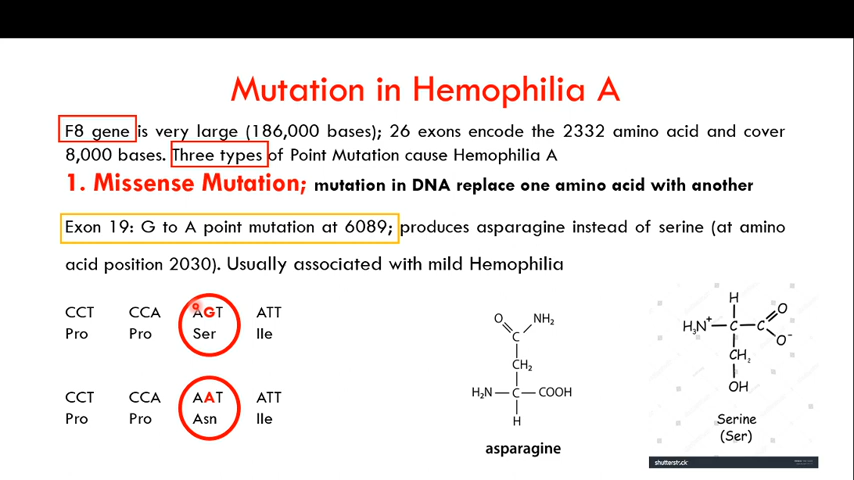 Mutation in Hemophilia A
F8 gene is very large (186,000 bases); 26 exons encode the 2332 amino acid and cover
8,000 bases. Three types of Point Mutation cause Hemophilia A
1. Missense Mutation; mutation in DNA replace one amino acid with another
Exon 19: G to A point mutation at 6089; produces asparagine instead of serine (at amino
acid position 2030). Usually associated with mild Hemophilia
CCT CCA AGT ATT
Pro Pro Ser Ile
CCT CCA AAT ATT
Pro Pro Asn Ile
O NH₂
C
CH₂
H₂N C COOH
H
asparagine
H
O
H₃N⁺ C C
O⁻
CH₂
OH
Serine
(Ser)
shutterstock